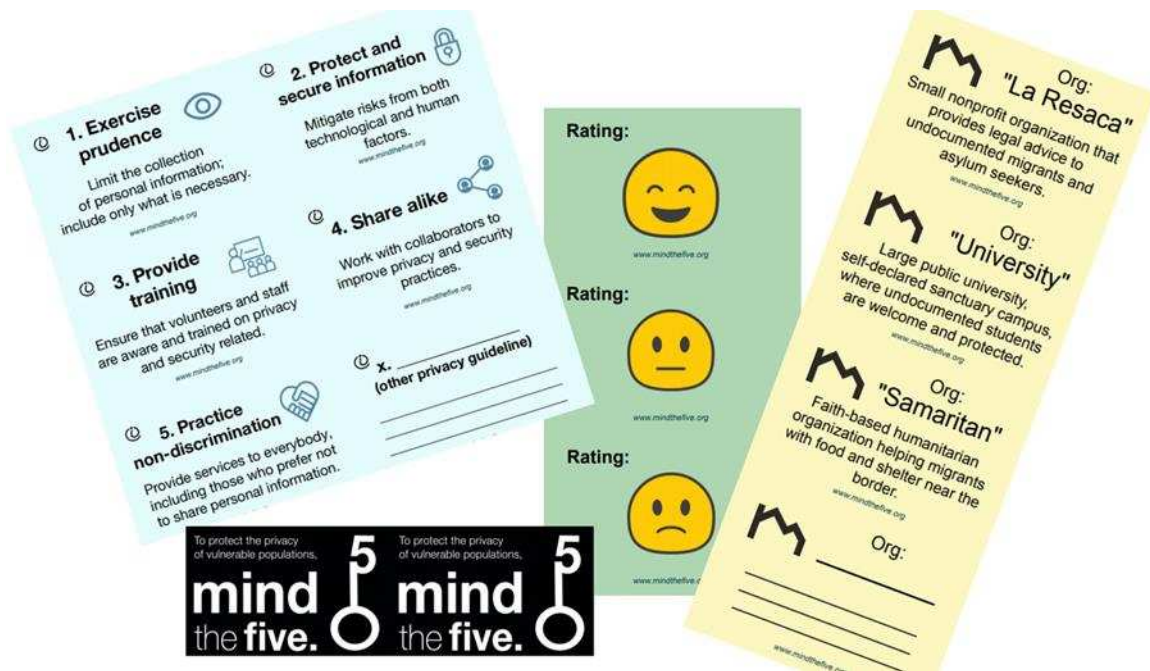 1. Exercise
prudence
Limit the collection
of personal information;
include only what is necessary.
www.mindthefive.org
2. Protect and
secure information
Mitigate risks from both
technological and human
factors.
www.mindthefive.org
3. Provide
training
Ensure that volunteers and staff
are aware and trained on privacy
and security related.
www.mindthefive.org
4. Share alike
Work with collaborators to
improve privacy and security
practices.
www.mindthefive.org
5. Practice
non-discrimination
Provide services to everybody,
including those who prefer not
to share personal information.
x. ____________
(other privacy guideline)
To protect the privacy
of vulnerable populations,
mind
the five.
5
To protect the privacy
of vulnerable populations,
mind
the five.
5
Rating:
www.mindthefive.org
Rating:
www.mindthefive.org
Rating:
www.mindthefive.org
Org:
"La Resaca"
Small nonprofit organization that
provides legal advice to
undocumented migrants and
asylum seekers.
www.mindthefive.org
Org:
"University"
Large public university,
self-declared sanctuary campus,
where undocumented students
are welcome and protected.
www.mindthefive.org
Org:
"Samaritan"
Faith-based humanitarian
organization helping migrants
with food and shelter near the
border.
www.mindthefive.org
Org:
www.mindthefive.org